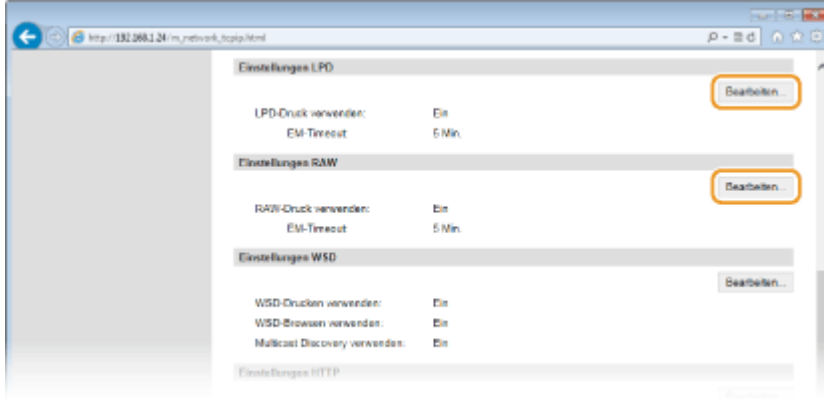 http://192.168.1.24/m_network_tcpip.html
Einstellungen LPD
Bearbeiten...
LPD-Druck verwenden: Ein
EM-Timeout 5 Min.
Einstellungen RAW
Bearbeiten...
RAW-Druck verwenden: Ein
EM-Timeout 5 Min.
Einstellungen WSD
Bearbeiten...
WSD-Drucken verwenden: Ein
WSD-Browsen verwenden: Ein
Multicast Discovery verwenden: Ein
Einstellungen HTTP